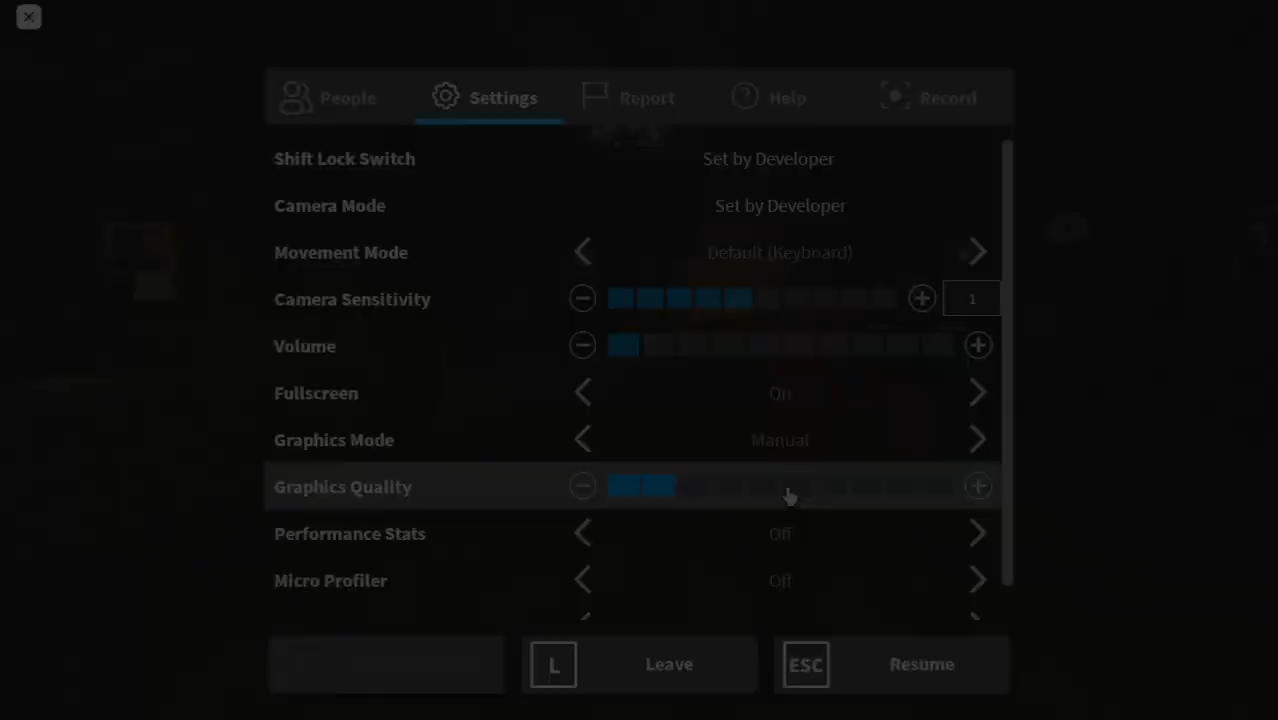 People Settings Report Help Record
Shift Lock Switch Set by Developer
Camera Mode Set by Developer
Movement Mode Default (Keyboard)
Camera Sensitivity 1
Volume
Fullscreen On
Graphics Mode Manual
Graphics Quality
Performance Stats Off
Micro Profiler Off
L Leave ESC Resume